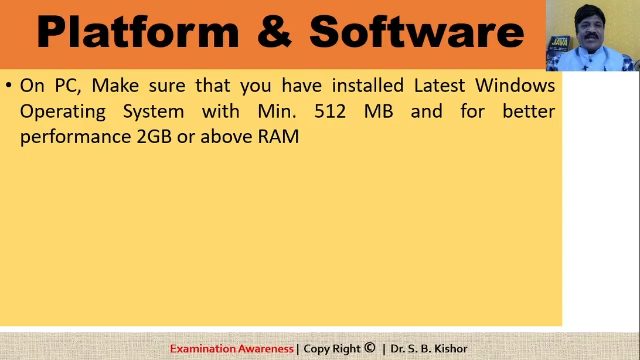 Platform & Software
• On PC, Make sure that you have installed Latest Windows
Operating System with Min. 512 MB and for better
performance 2GB or above RAM
Examination Awareness | Copy Right © | Dr. S. B. Kishor